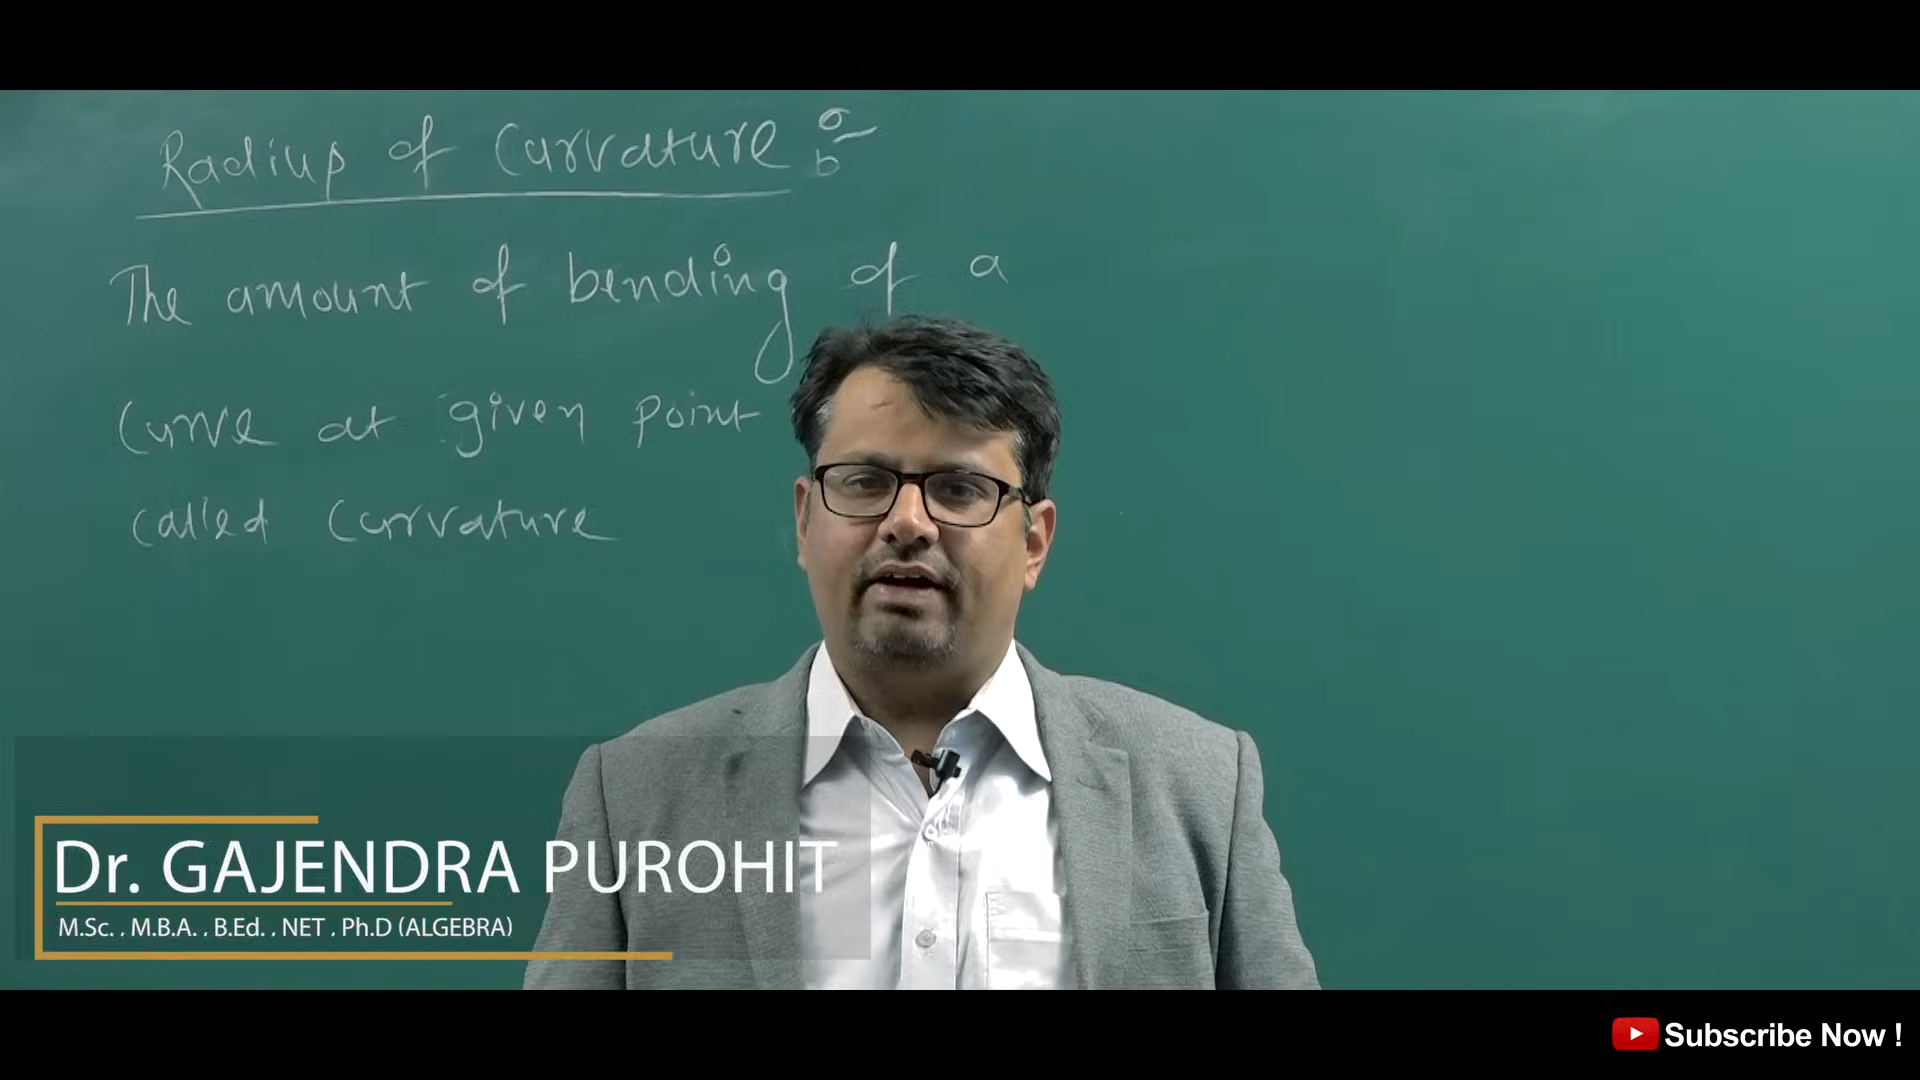 Radius of Curvature :-
The amount of bending of a
Curve at given point
called Curvature
Dr. GAJENDRA PUROHIT
M.Sc. , M.B.A. , B.Ed. , NET , Ph.D (ALGEBRA)
Subscribe Now !